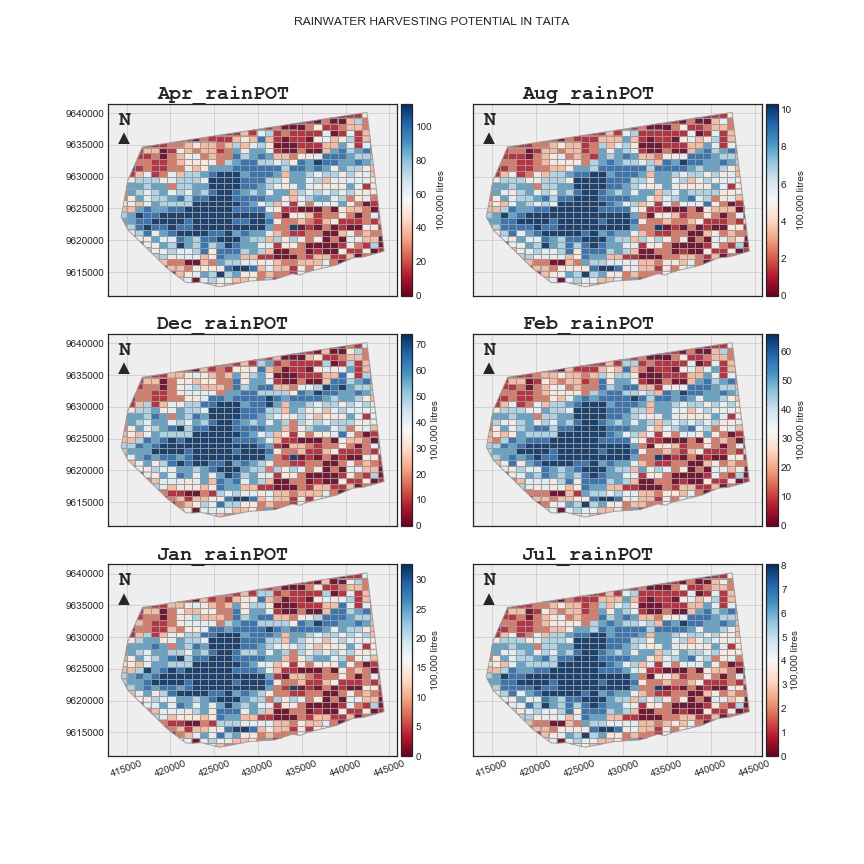 RAINWATER HARVESTING POTENTIAL IN TAITA
Apr_rainPOT
N
9640000
9635000
9630000
9625000
9620000
9615000
100
80
60
40
20
0
100,000 litres
Aug_rainPOT
N
10
8
6
4
2
0
100,000 litres
Dec_rainPOT
N
9640000
9635000
9630000
9625000
9620000
9615000
70
60
50
40
30
20
10
0
100,000 litres
Feb_rainPOT
N
60
50
40
30
20
10
0
100,000 litres
Jan_rainPOT
N
9640000
9635000
9630000
9625000
9620000
9615000
30
25
20
15
10
5
0
100,000 litres
415000 420000 425000 430000 435000 440000 445000
Jul_rainPOT
N
8
7
6
5
4
3
2
1
0
100,000 litres
415000 420000 425000 430000 435000 440000 445000